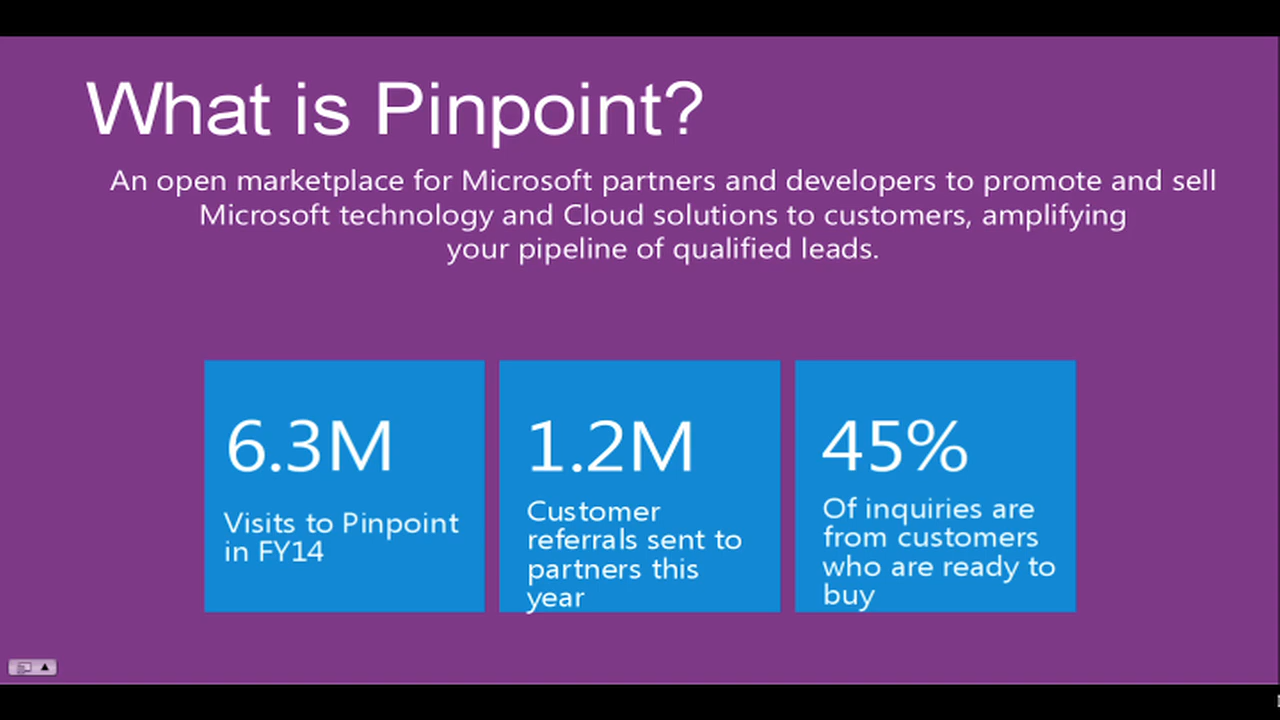 What is Pinpoint?
An open marketplace for Microsoft partners and developers to promote and sell
Microsoft technology and Cloud solutions to customers, amplifying
your pipeline of qualified leads.
6.3M
Visits to Pinpoint
in FY14
1.2M
Customer
referrals sent to
partners this
year
45%
Of inquiries are
from customers
who are ready to
buy